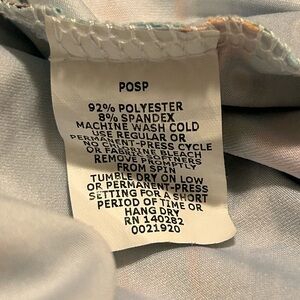 POSP
92% POLYESTER
8% SPANDEX
MACHINE WASH COLD
USE REGULAR OR
PERMANENT-PRESS CYCLE
NO BLEACH
OR FABRIC SOFTNERS
REMOVE PROMPTLY
FROM SPIN
TUMBLE DRY ON LOW
OR PERMANENT-PRESS
SETTING FOR A SHORT
PERIOD OF TIME OR
HANG DRY
RN 140282
0021920